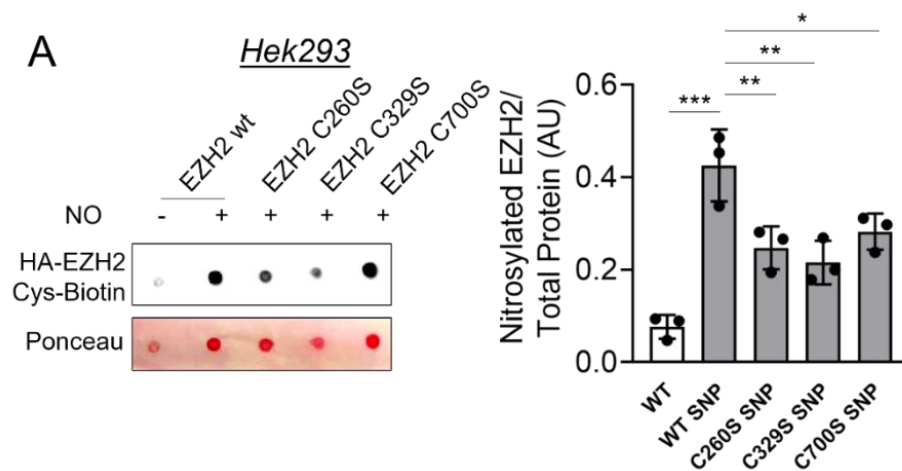 A
Hek293
EZH2 wt
EZH2 C260S
EZH2 C329S
EZH2 C700S
NO - + + + +
HA-EZH2
Cys-Biotin
Ponceau
Nitrosylated EZH2/
Total Protein (AU)
0.6
0.4
0.2
0.0
*
**
**
***
WT
WT SNP
C260S SNP
C329S SNP
C700S SNP